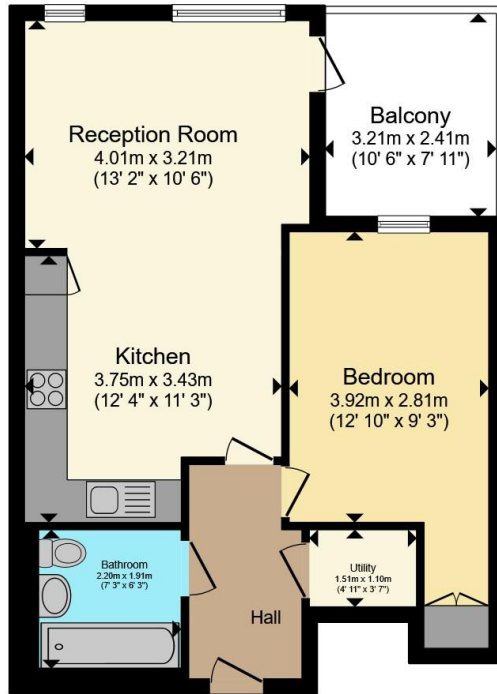 Reception Room
4.01m x 3.21m
(13' 2" x 10' 6")
Balcony
3.21m x 2.41m
(10' 6" x 7' 11")
Kitchen
3.75m x 3.43m
(12' 4" x 11' 3")
Bedroom
3.92m x 2.81m
(12' 10" x 9' 3")
Bathroom
2.20m x 1.91m
(7' 3" x 6' 3")
Utility
1.51m x 1.10m
(4' 11" x 3' 7")
Hall